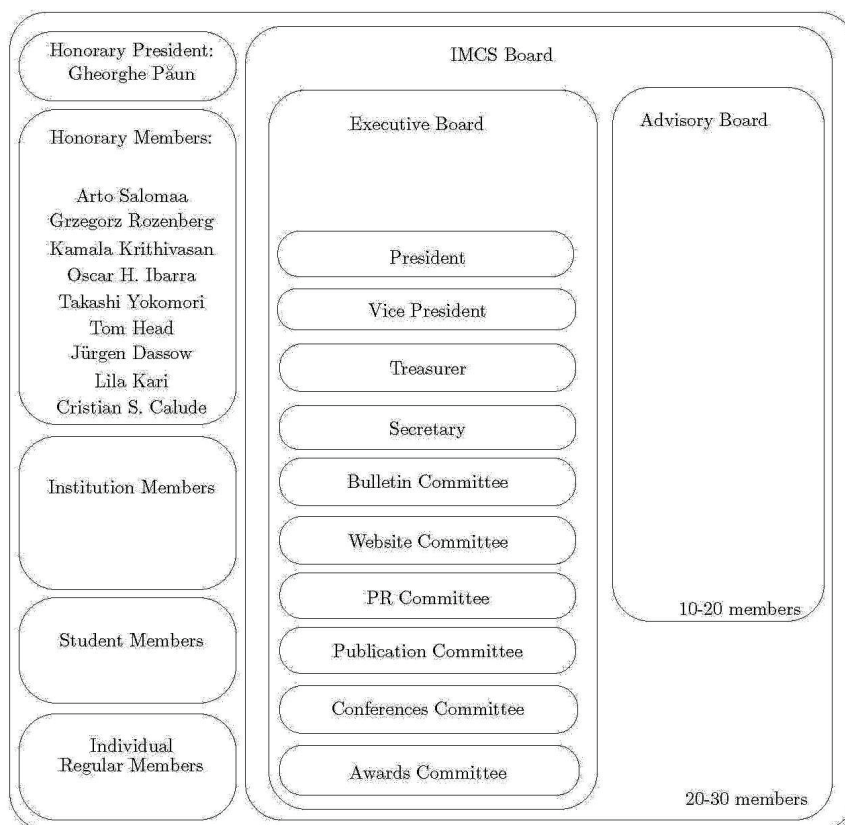 Honorary President:
Gheorghe Păun
Honorary Members:
Arto Salomaa
Grzegorz Rozenberg
Kamala Krithivasan
Oscar H. Ibarra
Takashi Yokomori
Tom Head
Jürgen Dassow
Lila Kari
Cristian S. Calude
Institution Members
Student Members
Individual
Regular Members
IMCS Board
Executive Board
President
Vice President
Treasurer
Secretary
Bulletin Committee
Website Committee
PR Committee
Publication Committee
Conferences Committee
Awards Committee
Advisory Board
10-20 members
20-30 members